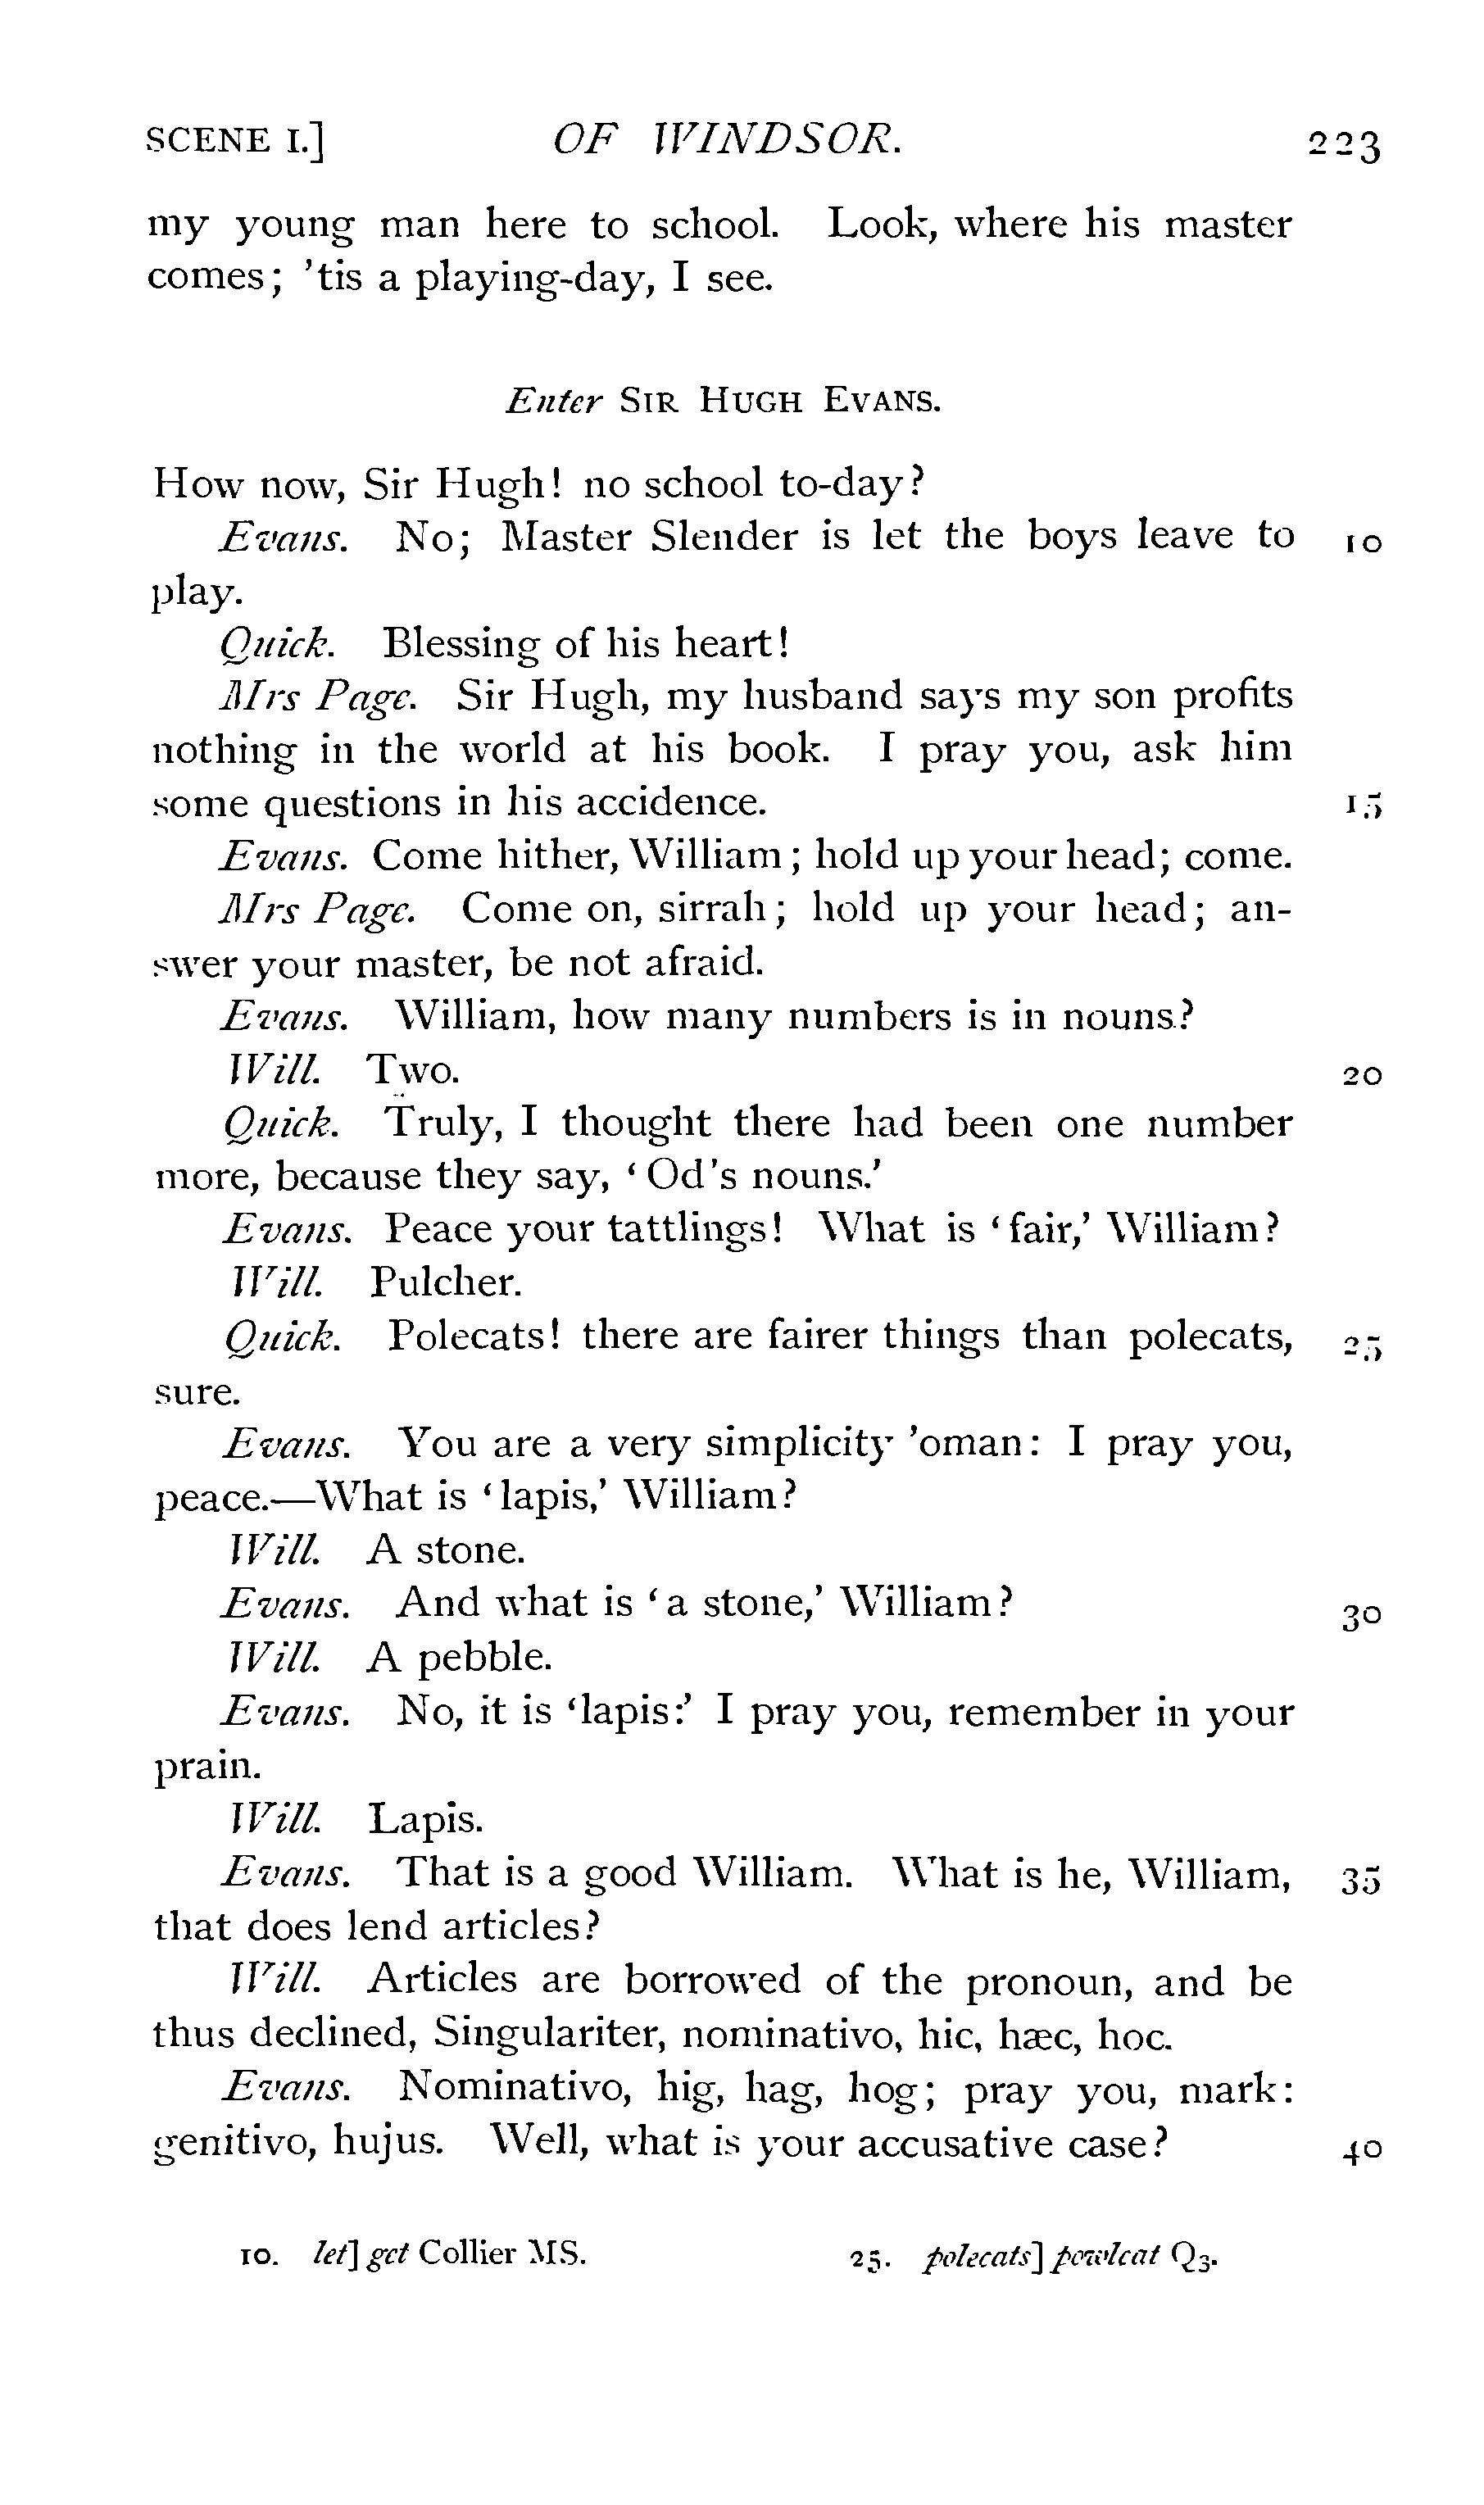 SCENE I.] OF WINDSOR. 223
my young man here to school. Look, where his master
comes; ’tis a playing-day, I see.
Enter SIR HUGH EVANS.
How now, Sir Hugh! no school to-day?
Evans. No; Master Slender is let the boys leave to 10
play.
Quick. Blessing of his heart!
Mrs Page. Sir Hugh, my husband says my son profits
nothing in the world at his book. I pray you, ask him
some questions in his accidence. 15
Evans. Come hither, William; hold up your head; come.
Mrs Page. Come on, sirrah; hold up your head; an-
swer your master, be not afraid.
Evans. William, how many numbers is in nouns?
Will. Two. 20
Quick. Truly, I thought there had been one number
more, because they say, ‘Od’s nouns.’
Evans. Peace your tattlings! What is ‘fair,’ William?
Will. Pulcher.
Quick. Polecats! there are fairer things than polecats, 25
sure.
Evans. You are a very simplicity ’oman: I pray you,
peace.—What is ‘lapis,’ William?
Will. A stone.
Evans. And what is ‘a stone,’ William? 30
Will. A pebble.
Evans. No, it is ‘lapis:’ I pray you, remember in your
prain.
Will. Lapis.
Evans. That is a good William. What is he, William, 35
that does lend articles?
Will. Articles are borrowed of the pronoun, and be
thus declined, Singulariter, nominativo, hic, hæc, hoc.
Evans. Nominativo, hig, hag, hog; pray you, mark:
genitivo, hujus. Well, what is your accusative case? 40
10. let] get Collier MS. 25. polecats] powlcat Q3.